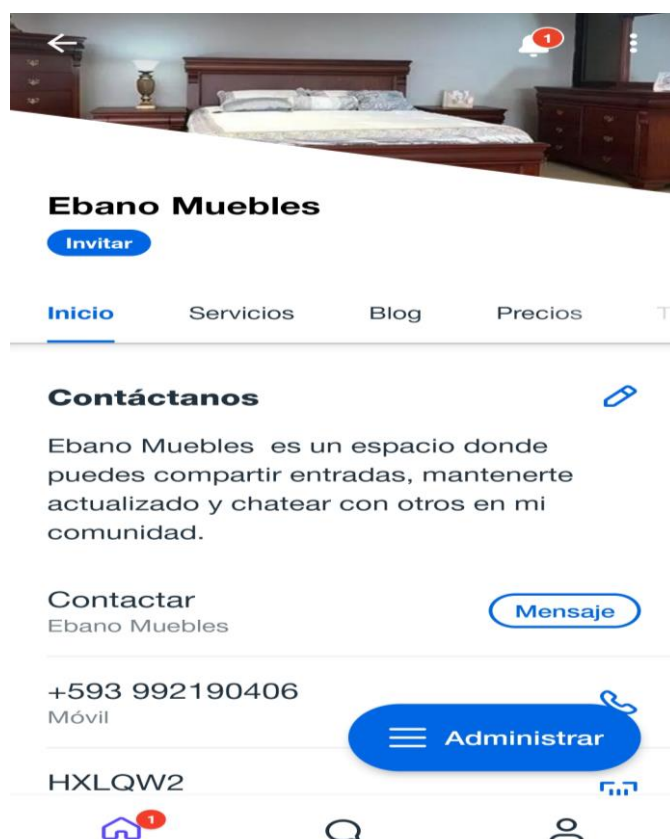 1
Ebano Muebles
Invitar
Inicio Servicios Blog Precios T
Contáctanos
Ebano Muebles es un espacio donde
puedes compartir entradas, mantenerte
actualizado y chatear con otros en mi
comunidad.
Contactar
Mensaje
Ebano Muebles
+593 992190406
Móvil
Administrar
HXLQW2
1